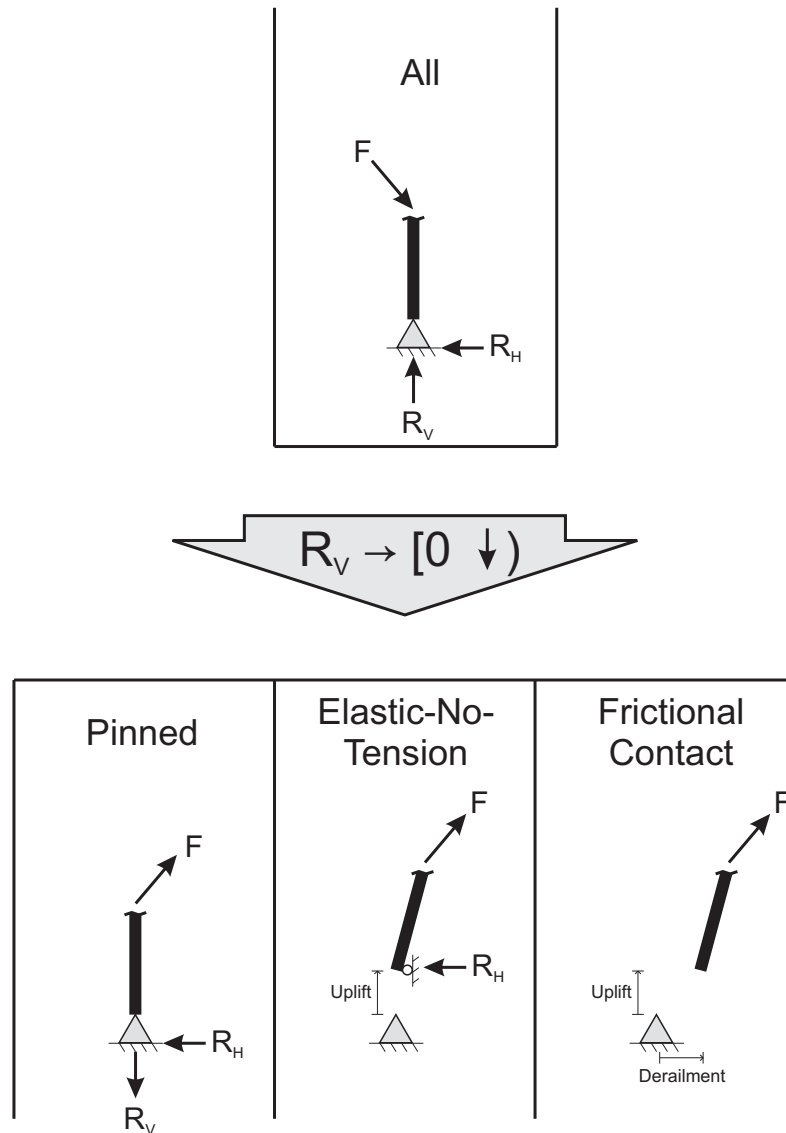 All
F
R_H
R_V
R_V → [0 ↓)
Pinned
F
R_H
R_V
Elastic-No-
Tension
F
R_H
Uplift
Frictional
Contact
F
Uplift
Derailment